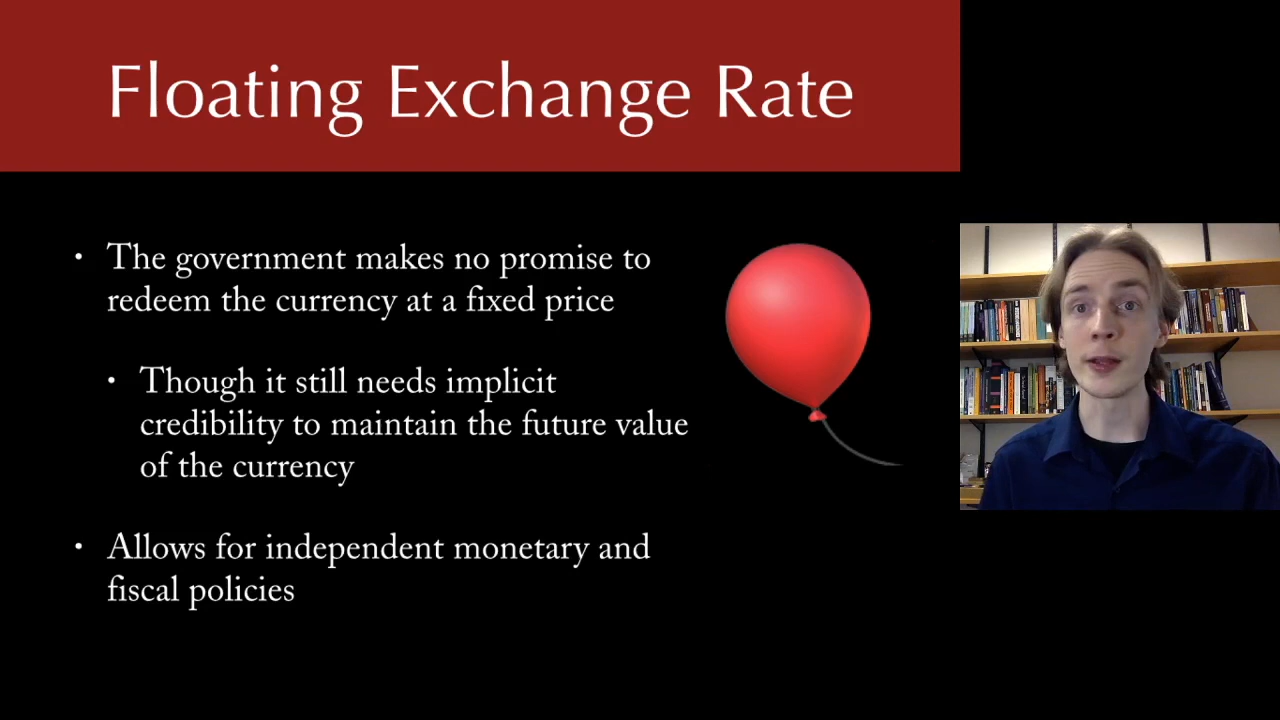 Floating Exchange Rate
• The government makes no promise to
redeem the currency at a fixed price
• Though it still needs implicit
credibility to maintain the future value
of the currency
• Allows for independent monetary and
fiscal policies